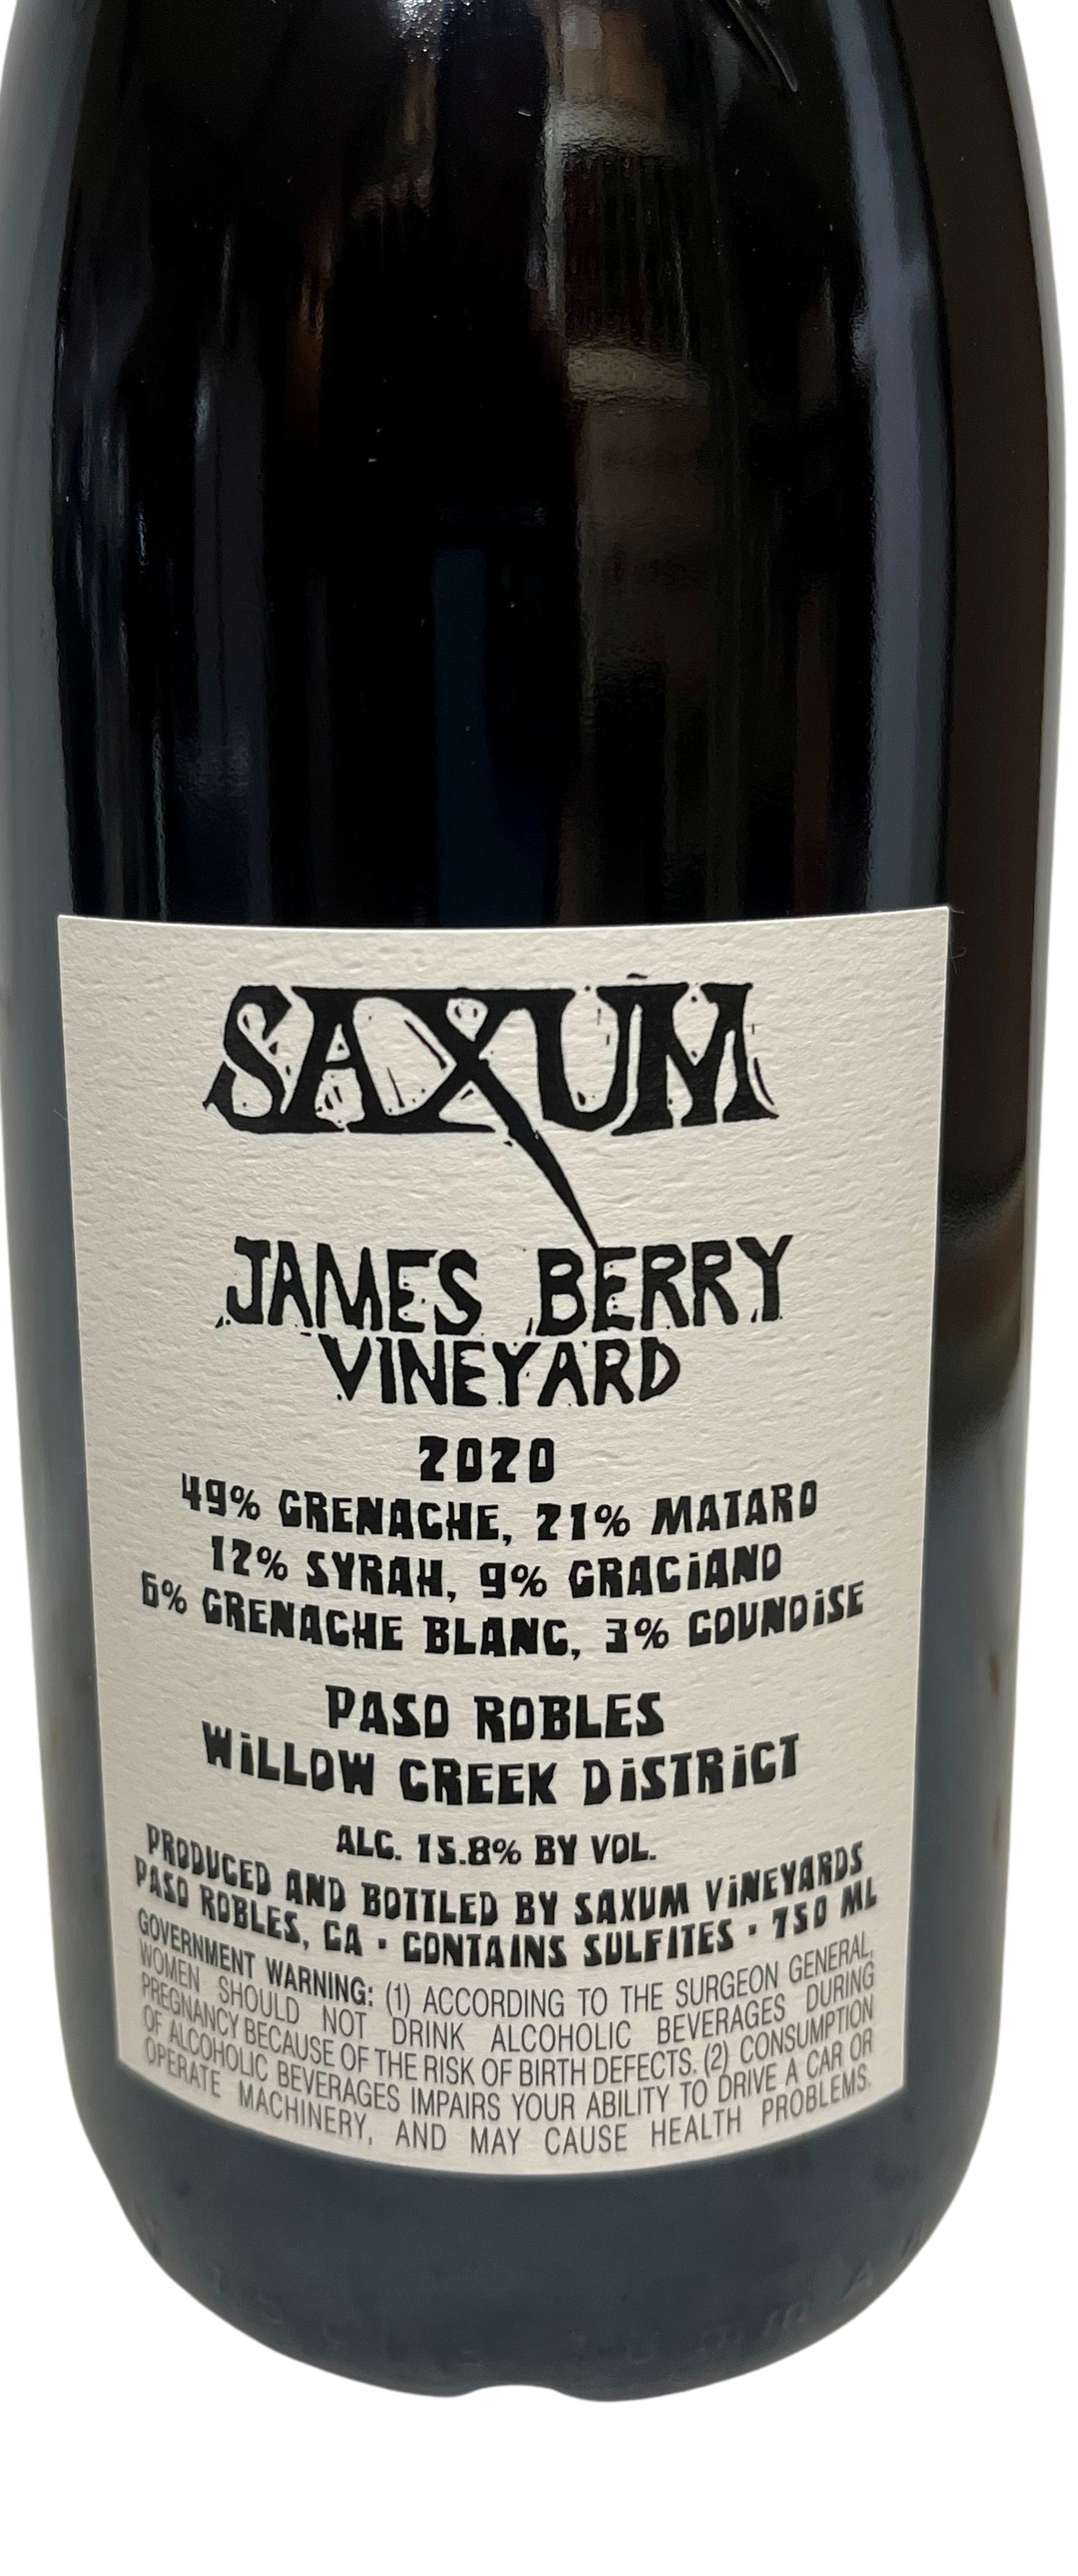 SAXUM
JAMES BERRY
VINEYARD
2020
49% GRENACHE, 21% MATARO
12% SYRAH, 9% GRACiANO
6% GRENACHE BLANC, 3% COUNOiSE
PASO ROBLES
WiLLOW CREEK DiSTRiCT
ALC. 15.8% BY VOL.
PRODUCED AND BOTTLED BY SAXUM ViNEYARDS
PASO ROBLES, CA • CONTAINS SULFITES • 750 ML
GOVERNMENT WARNING: (1) ACCORDING TO THE SURGEON GENERAL,
WOMEN SHOULD NOT DRINK ALCOHOLIC BEVERAGES DURING
PREGNANCY BECAUSE OF THE RISK OF BIRTH DEFECTS. (2) CONSUMPTION
OF ALCOHOLIC BEVERAGES IMPAIRS YOUR ABILITY TO DRIVE A CAR OR
OPERATE MACHINERY, AND MAY CAUSE HEALTH PROBLEMS.